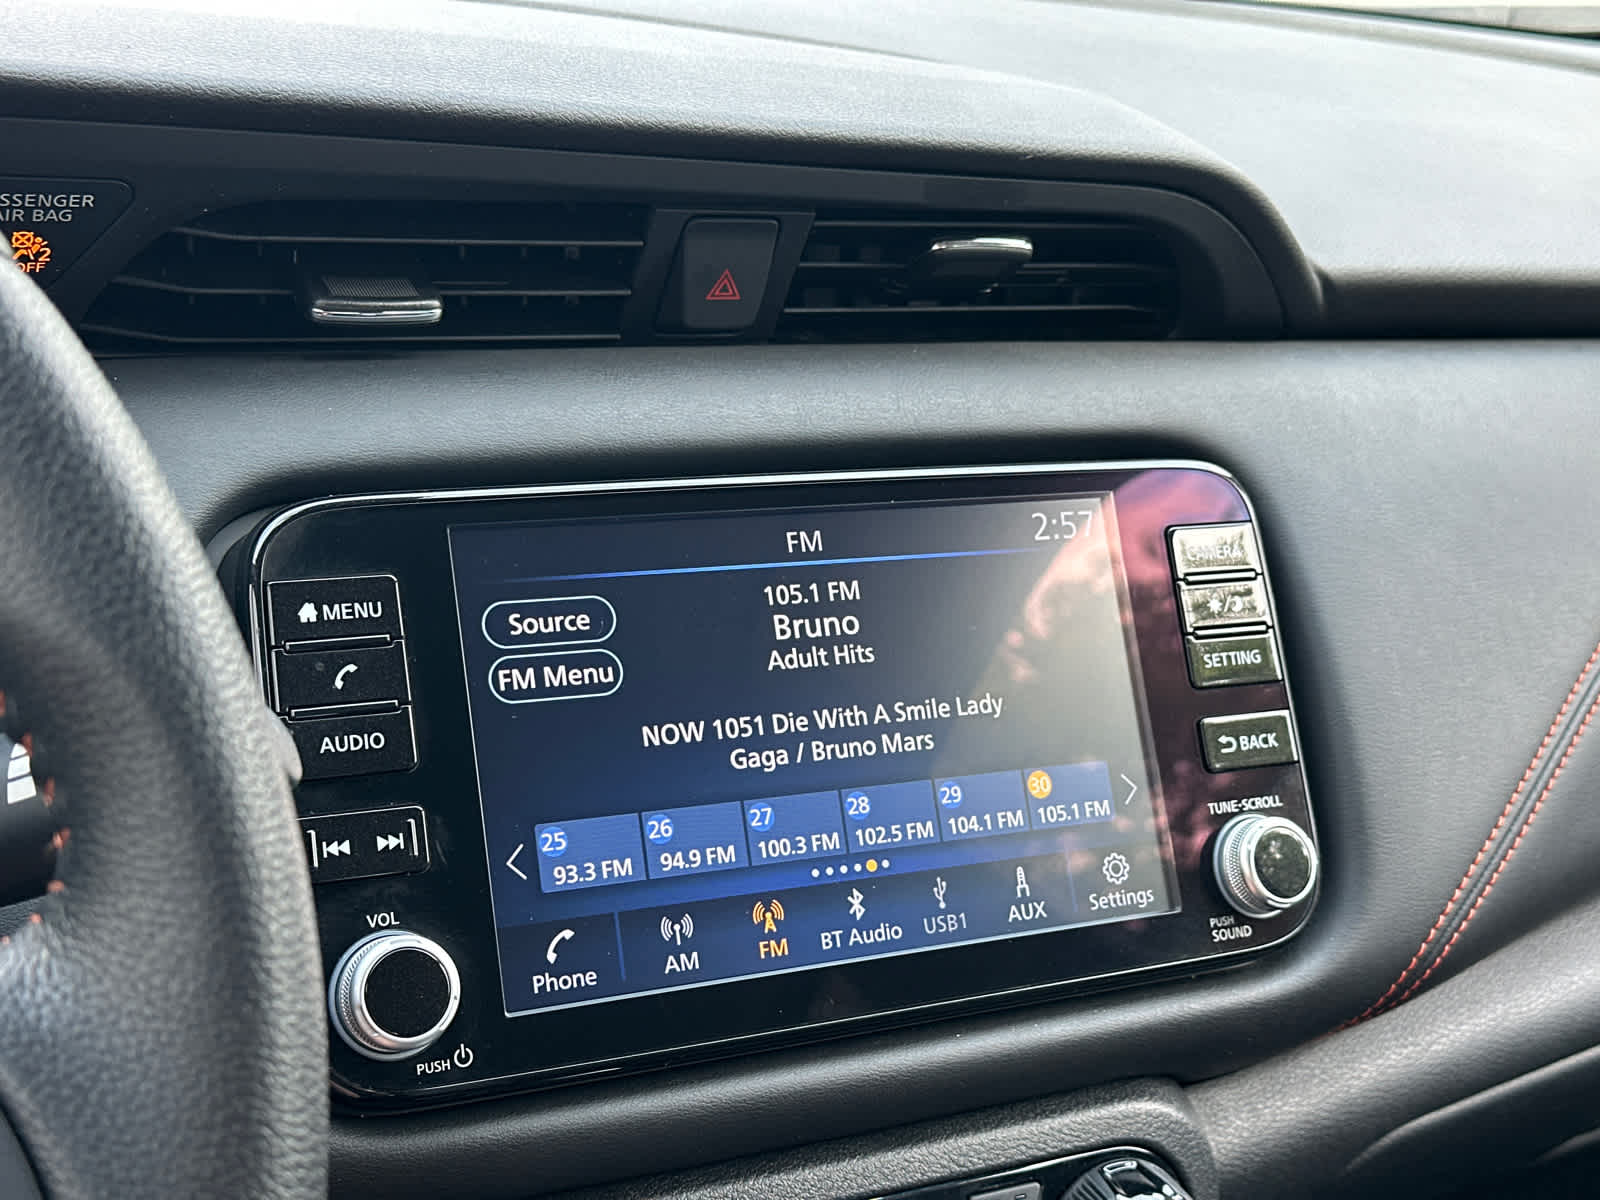 SSENGER
AIR BAG
2
OFF
FM
2:57
105.1 FM
Bruno
Adult Hits
Source
FM Menu
NOW 1051 Die With A Smile Lady
Gaga / Bruno Mars
25
93.3 FM
26
94.9 FM
27
100.3 FM
28
102.5 FM
29
104.1 FM
30
105.1 FM
Phone
AM
FM
BT Audio
USB1
AUX
Settings
MENU
AUDIO
VOL
PUSH
CAMERA
SETTING
BACK
TUNE·SCROLL
PUSH
SOUND